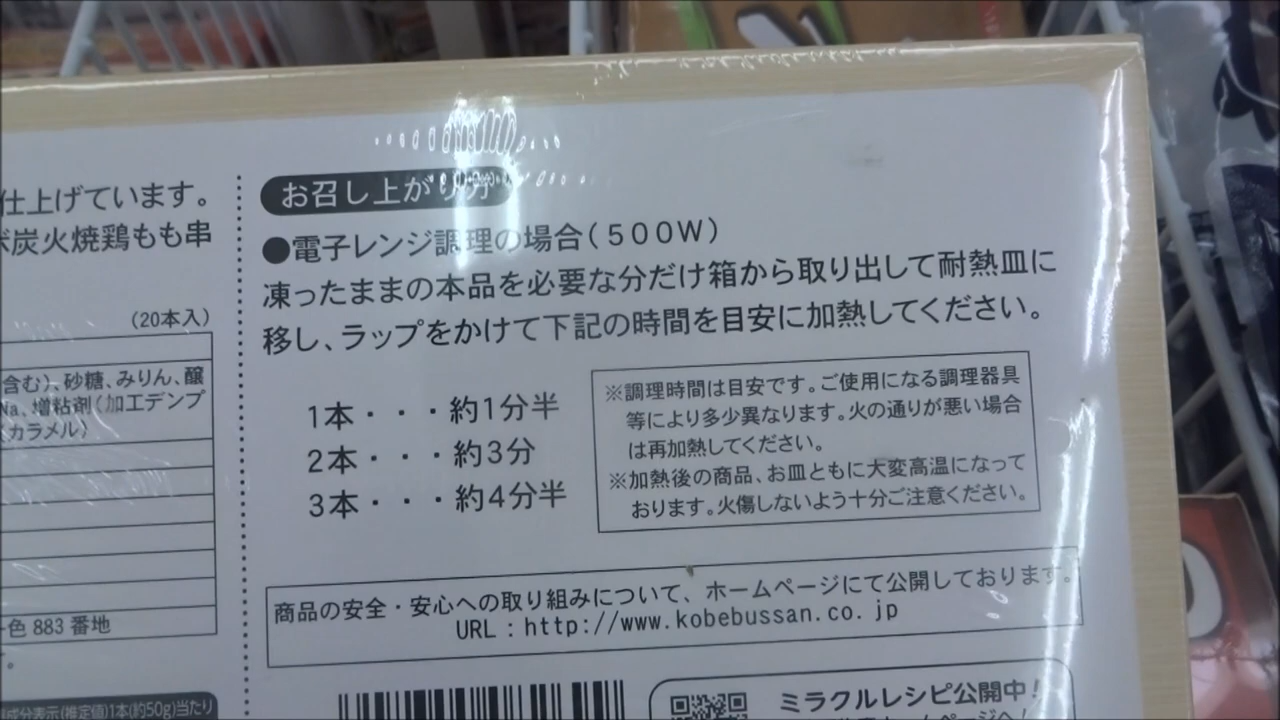 仕上げています。
炭火焼鶏もも串
(20本入)
含む)、砂糖、みりん、醸
Na、増粘剤(加工デンプ
カラメル)
色 883 番地
成分表示(推定値)1本(約50g)当たり
お召し上がり方
●電子レンジ調理の場合(500W)
凍ったままの本品を必要な分だけ箱から取り出して耐熱皿に
移し、ラップをかけて下記の時間を目安に加熱してください。
1本・・・約1分半
2本・・・約3分
3本・・・約4分半
※調理時間は目安です。ご使用になる調理器具
等により多少異なります。火の通りが悪い場合
は再加熱してください。
※加熱後の商品、お皿ともに大変高温になって
おります。火傷しないよう十分ご注意ください。
商品の安全・安心への取り組みについて、ホームページにて公開しております。
URL:http://www.kobebussan.co.jp
ミラクルレシピ公開中!